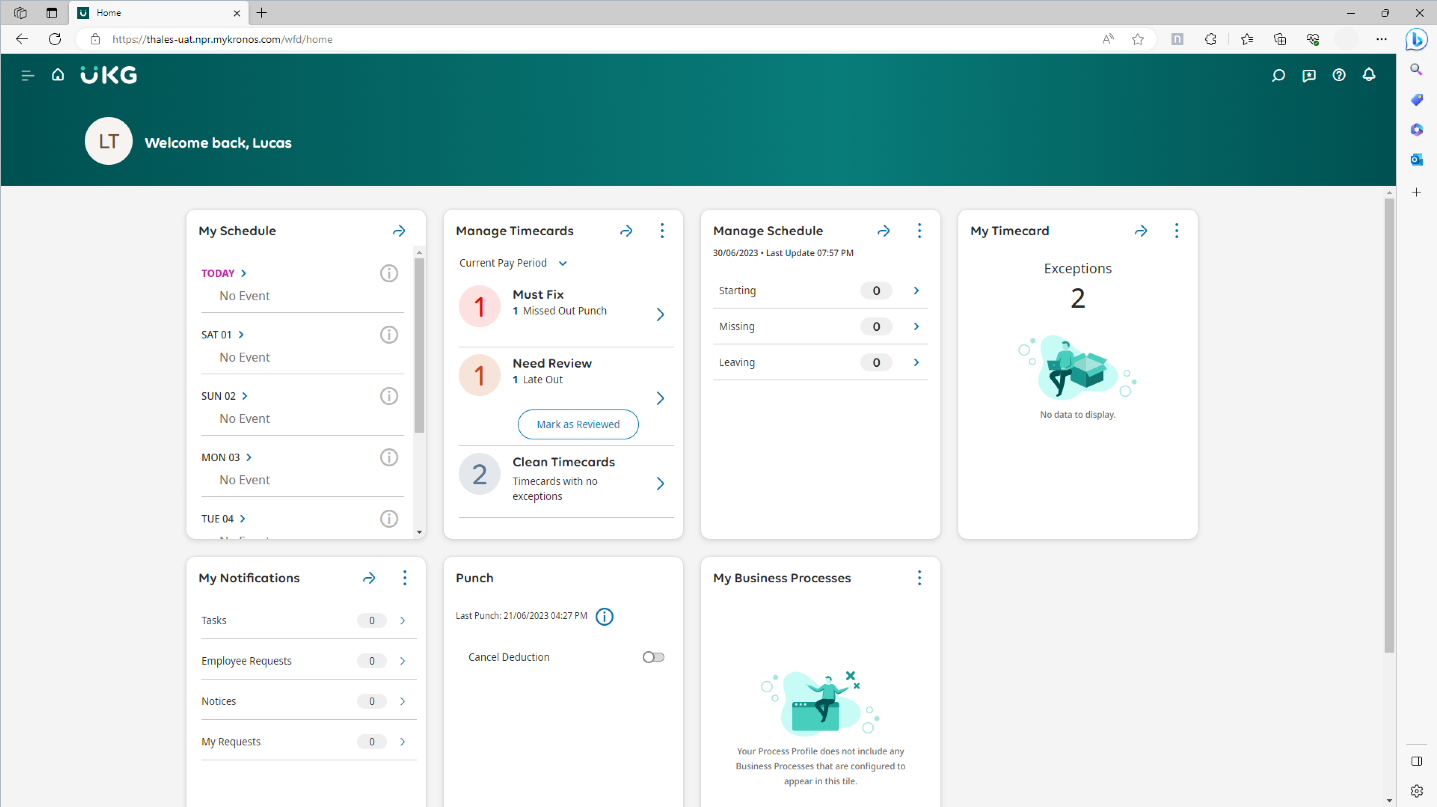 Home
https://thales-uat.npr.mykronos.com/wfd/home
UKG
LT
Welcome back, Lucas
My Schedule
TODAY
No Event
SAT 01
No Event
SUN 02
No Event
MON 03
No Event
TUE 04
Manage Timecards
Current Pay Period
1
Must Fix
1 Missed Out Punch
1
Need Review
1 Late Out
Mark as Reviewed
2
Clean Timecards
Timecards with no
exceptions
Manage Schedule
30/06/2023 • Last Update 07:57 PM
Starting 0
Missing 0
Leaving 0
My Timecard
Exceptions
2
No data to display.
My Notifications
Tasks 0
Employee Requests 0
Notices 0
My Requests 0
Punch
Last Punch: 21/06/2023 04:27 PM
Cancel Deduction
My Business Processes
Your Process Profile does not include any
Business Processes that are configured to
appear in this tile.